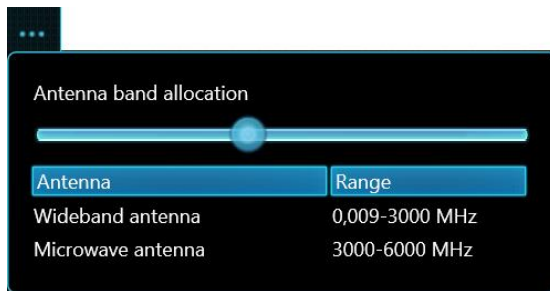 ...
Antenna band allocation
Antenna Range
Wideband antenna 0,009-3000 MHz
Microwave antenna 3000-6000 MHz